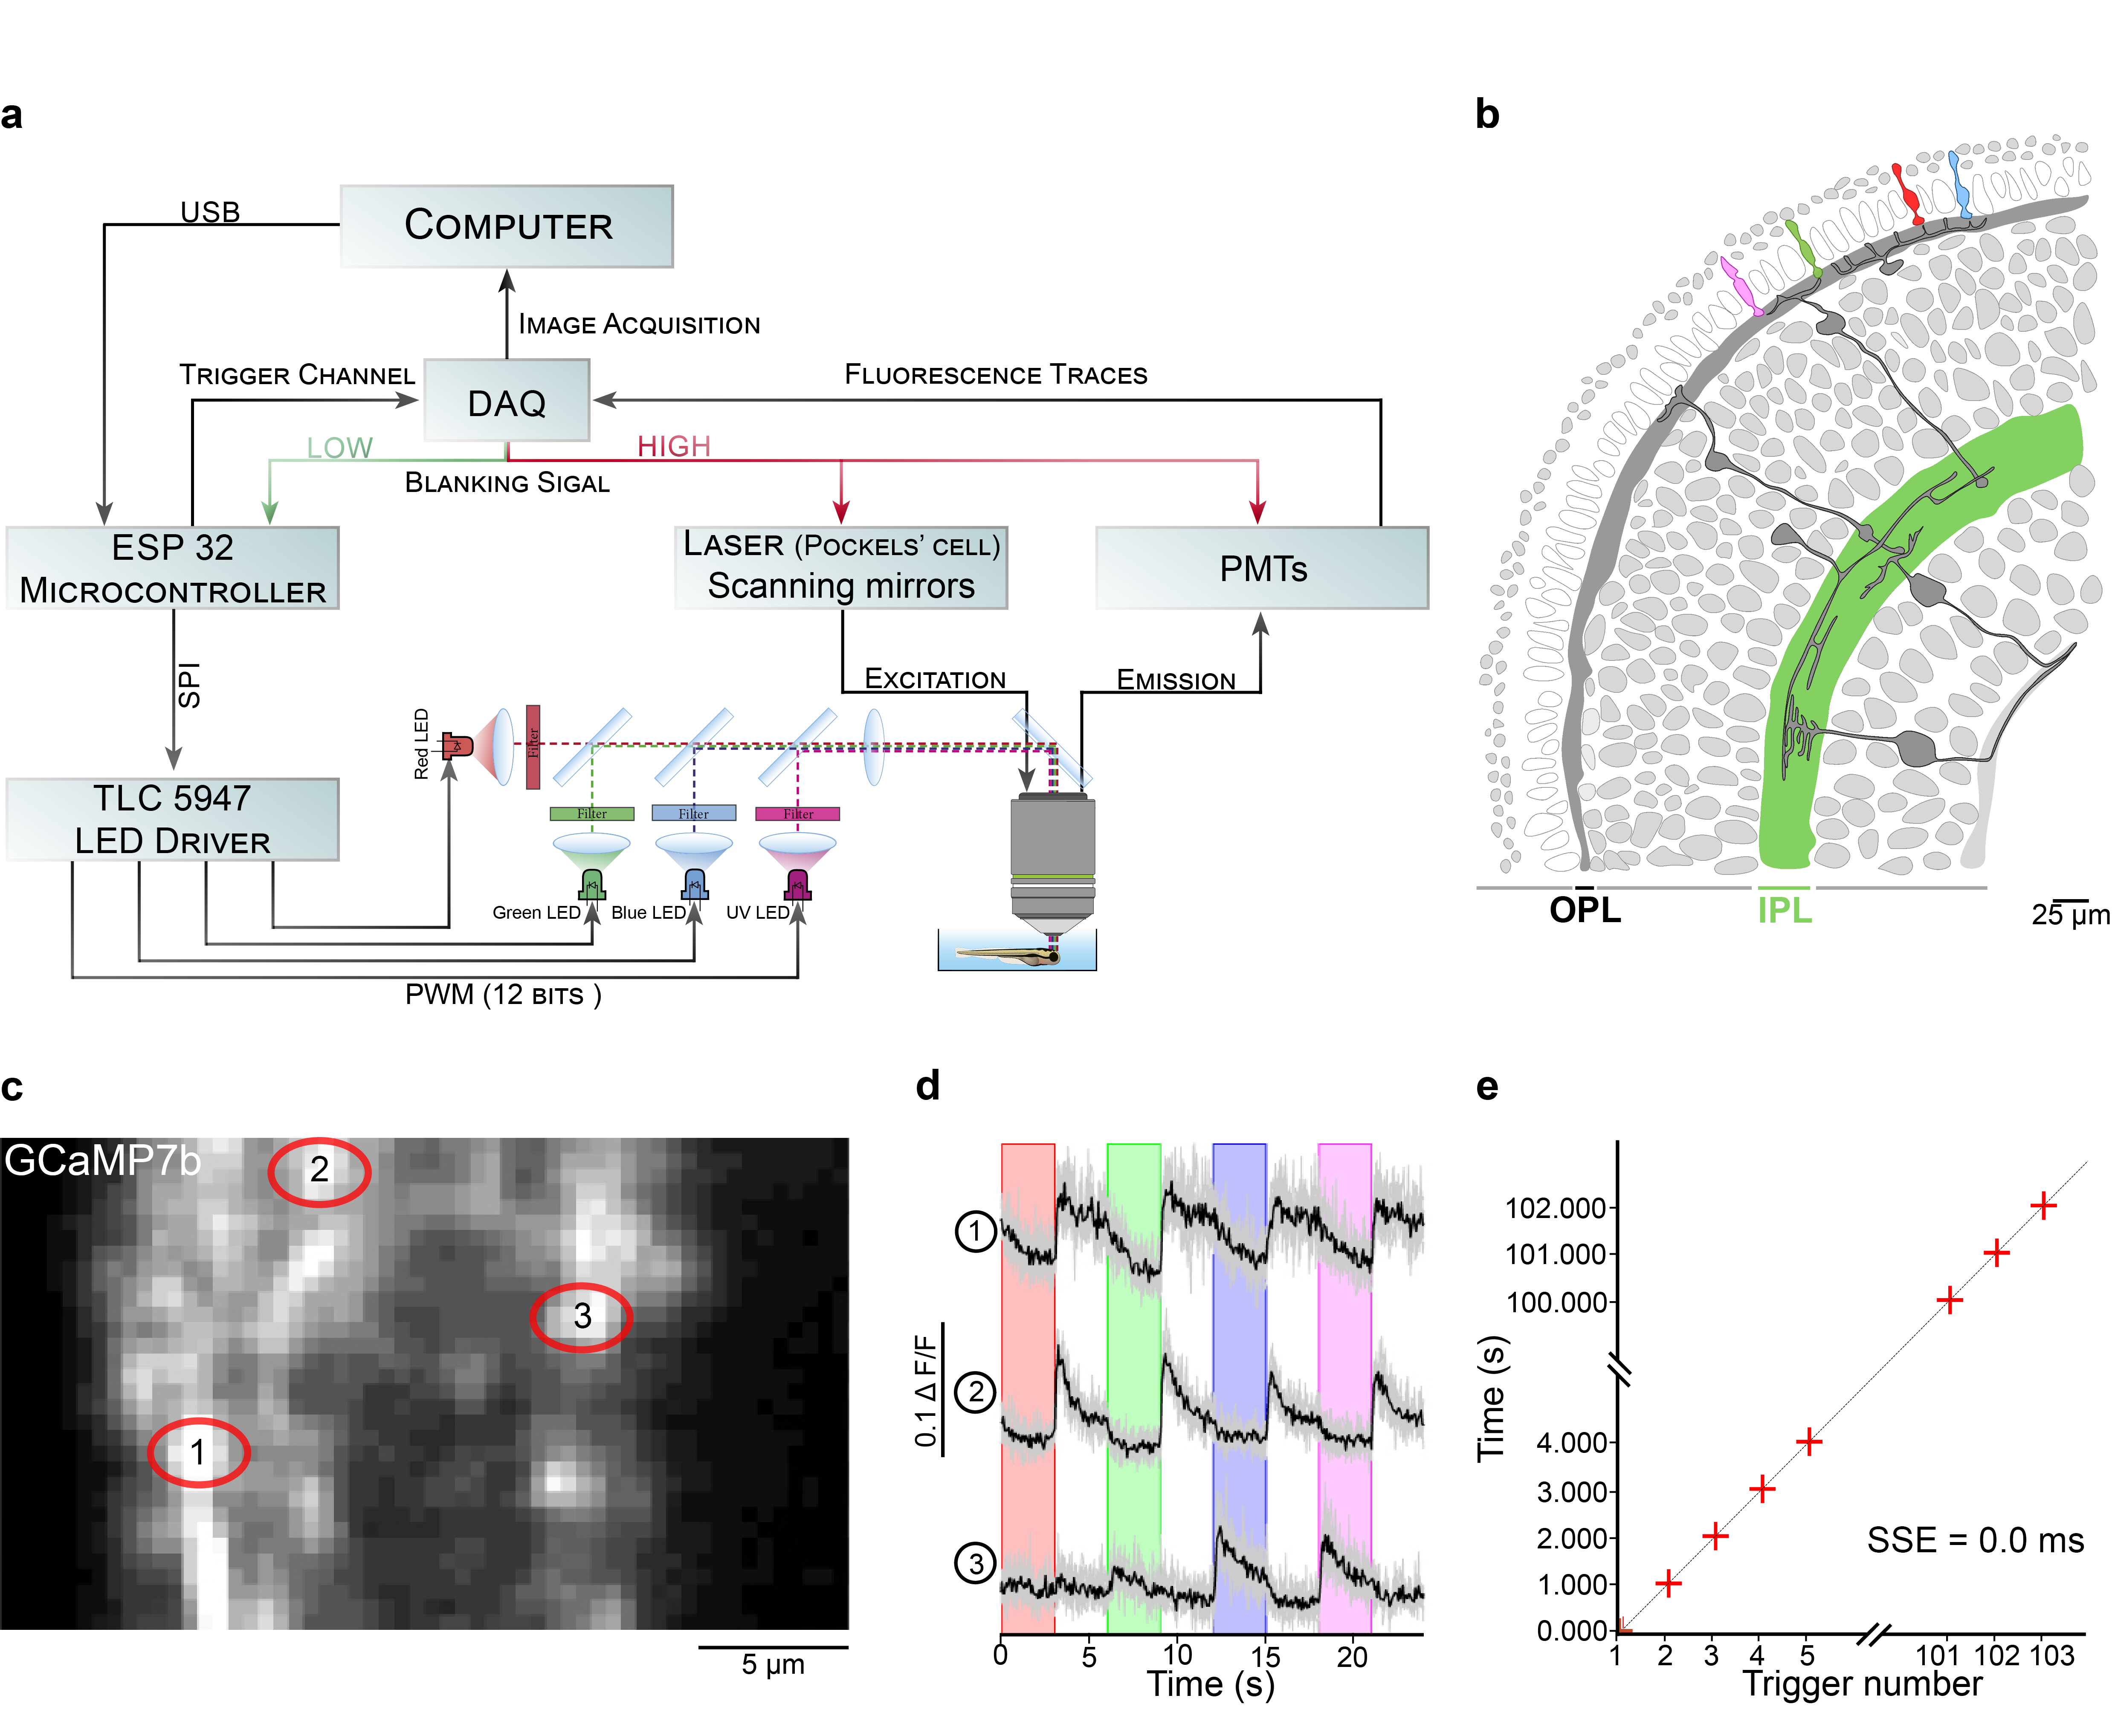 a
COMPUTER
USB
IMAGE ACQUISITION
TRIGGER CHANNEL
DAQ
FLUORESCENCE TRACES
LOW
HIGH
BLANKING SIGAL
ESP 32
MICROCONTROLLER
LASER (POCKELS' CELL)
Scanning mirrors
PMTs
SPI
EXCITATION
EMISSION
Red LED
Filter
TLC 5947
LED DRIVER
Filter
Filter
Filter
Green LED
Blue LED
UV LED
PWM (12 BITS )
b
OPL
IPL
25 µm
c
GCaMP7b
2
3
1
5 µm
d
1
2
3
0.1 Δ F/F
0
5
10
15
20
Time (s)
e
102.000
101.000
100.000
4.000
3.000
2.000
1.000
0.000
Time (s)
SSE = 0.0 ms
1 2 3 4 5 101 102 103
Trigger number